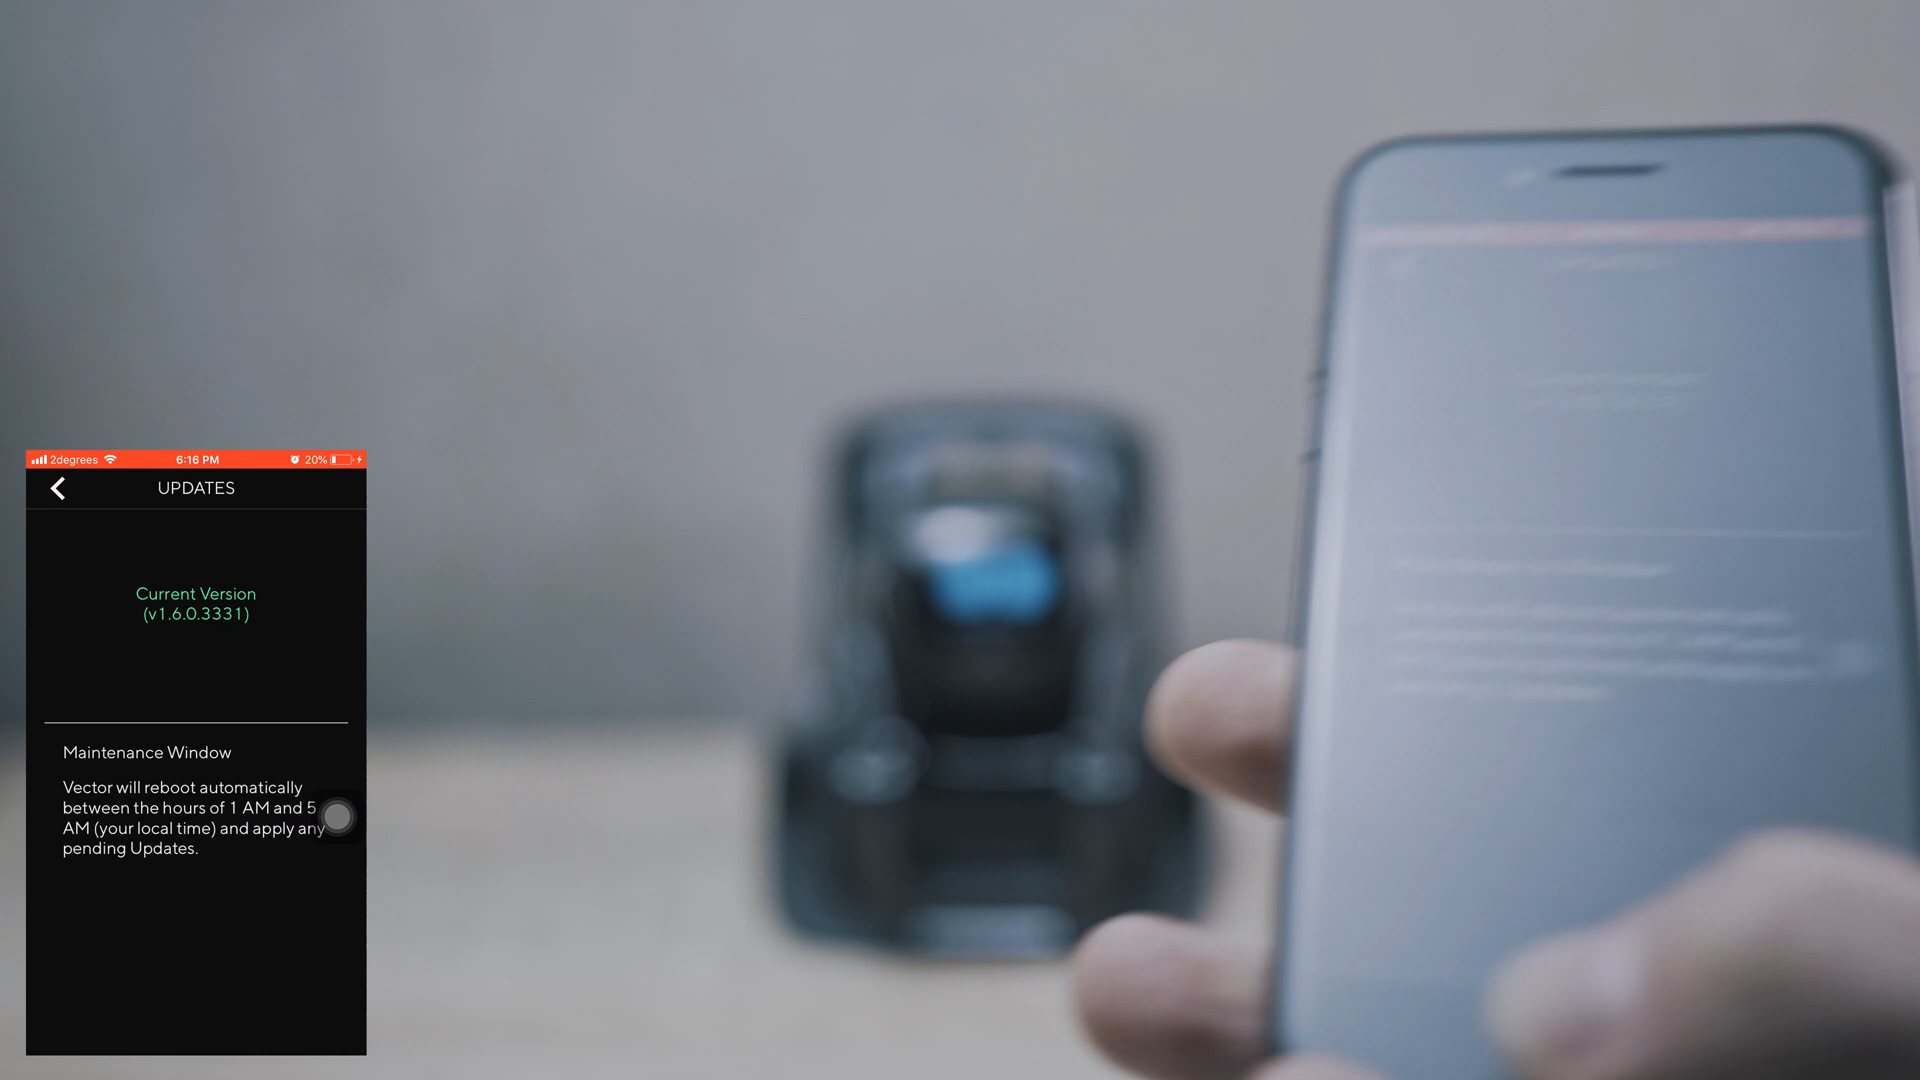 2degrees 6:16 PM 20%
UPDATES
Current Version
(v1.6.0.3331)
Maintenance Window
Vector will reboot automatically
between the hours of 1 AM and 5
AM (your local time) and apply any
pending Updates.